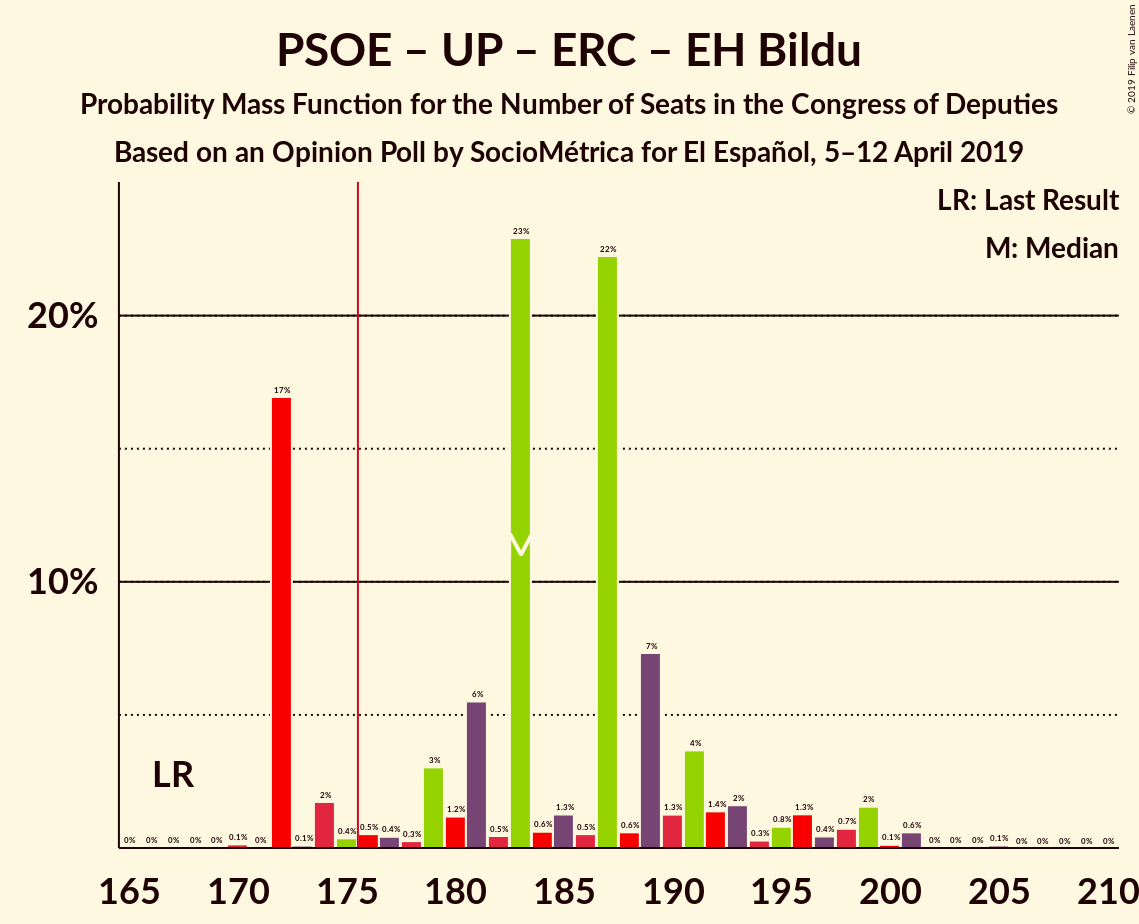 PSOE – UP – ERC – EH Bildu
Probability Mass Function for the Number of Seats in the Congress of Deputies
Based on an Opinion Poll by SocioMétrica for El Español, 5–12 April 2019
© 2019 Filip van Laenen
LR: Last Result
M: Median
20%
10%
LR
M
0% 0% 0% 0% 0% 0.1% 0% 17% 0.1% 2% 0.4% 0.5% 0.4% 0.3% 3% 1.2% 6% 0.5% 23% 0.6% 1.3% 0.5% 22% 0.6% 7% 1.3% 4% 1.4% 2% 0.3% 0.8% 1.3% 0.4% 0.7% 2% 0.1% 0.6% 0% 0% 0% 0.1% 0% 0% 0% 0% 0%
165 170 175 180 185 190 195 200 205 210